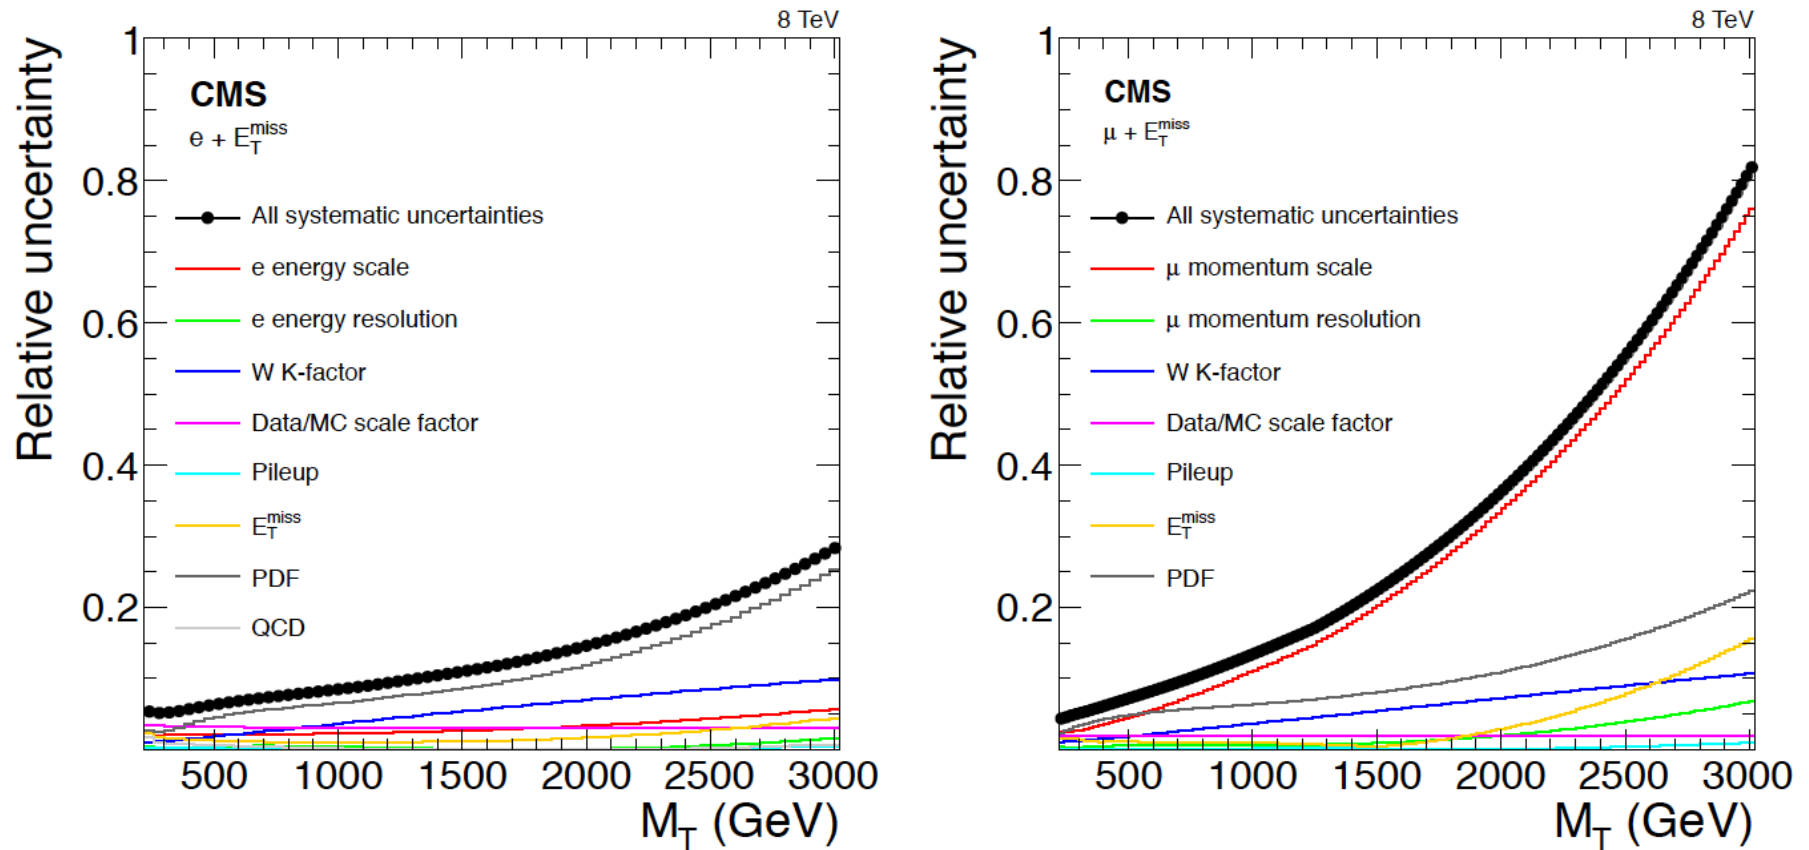 8 TeV
1
CMS
e + E_T^miss
0.8
All systematic uncertainties
e energy scale
0.6
e energy resolution
W K-factor
Data/MC scale factor
0.4
Pileup
E_T^miss
PDF
0.2
QCD
Relative uncertainty
500 1000 1500 2000 2500 3000
M_T (GeV)
8 TeV
1
CMS
μ + E_T^miss
0.8
All systematic uncertainties
μ momentum scale
0.6
μ momentum resolution
W K-factor
Data/MC scale factor
0.4
Pileup
E_T^miss
PDF
0.2
Relative uncertainty
500 1000 1500 2000 2500 3000
M_T (GeV)